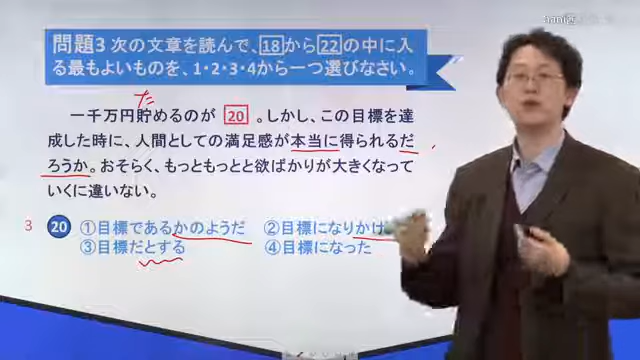 問題3 次の文章を読んで、18から22の中に入
る最もよいものを、1・2・3・4から一つ選びなさい。
た
一千万円貯めるのが 20 。しかし、この目標を達
成した時に、人間としての満足感が本当に得られるだ
ろうか。おそらく、もっともっと欲ばかりが大きくなって
いくに違いない。
3 20 ①目標であるかのようだ ②目標になりかけ
③目標だとする ④目標になった